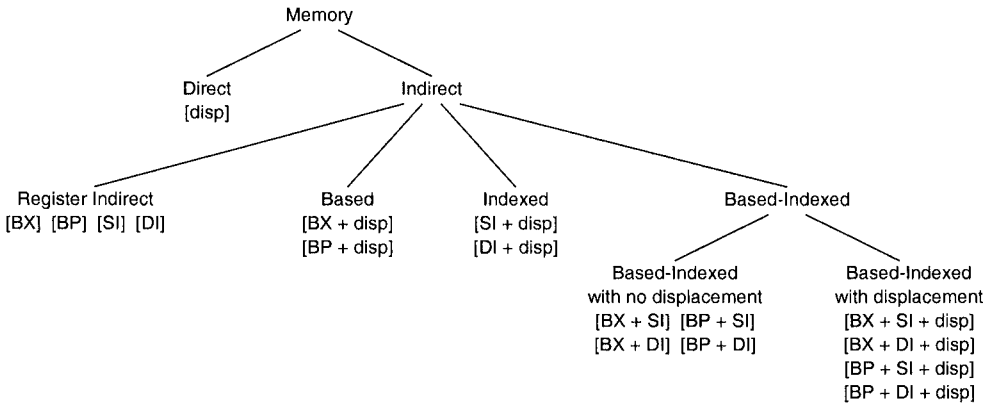 Memory
Direct
[disp]
Indirect
Register Indirect
[BX] [BP] [SI] [DI]
Based
[BX + disp]
[BP + disp]
Indexed
[SI + disp]
[DI + disp]
Based-Indexed
Based-Indexed
with no displacement
[BX + SI] [BP + SI]
[BX + DI] [BP + DI]
Based-Indexed
with displacement
[BX + SI + disp]
[BX + DI + disp]
[BP + SI + disp]
[BP + DI + disp]